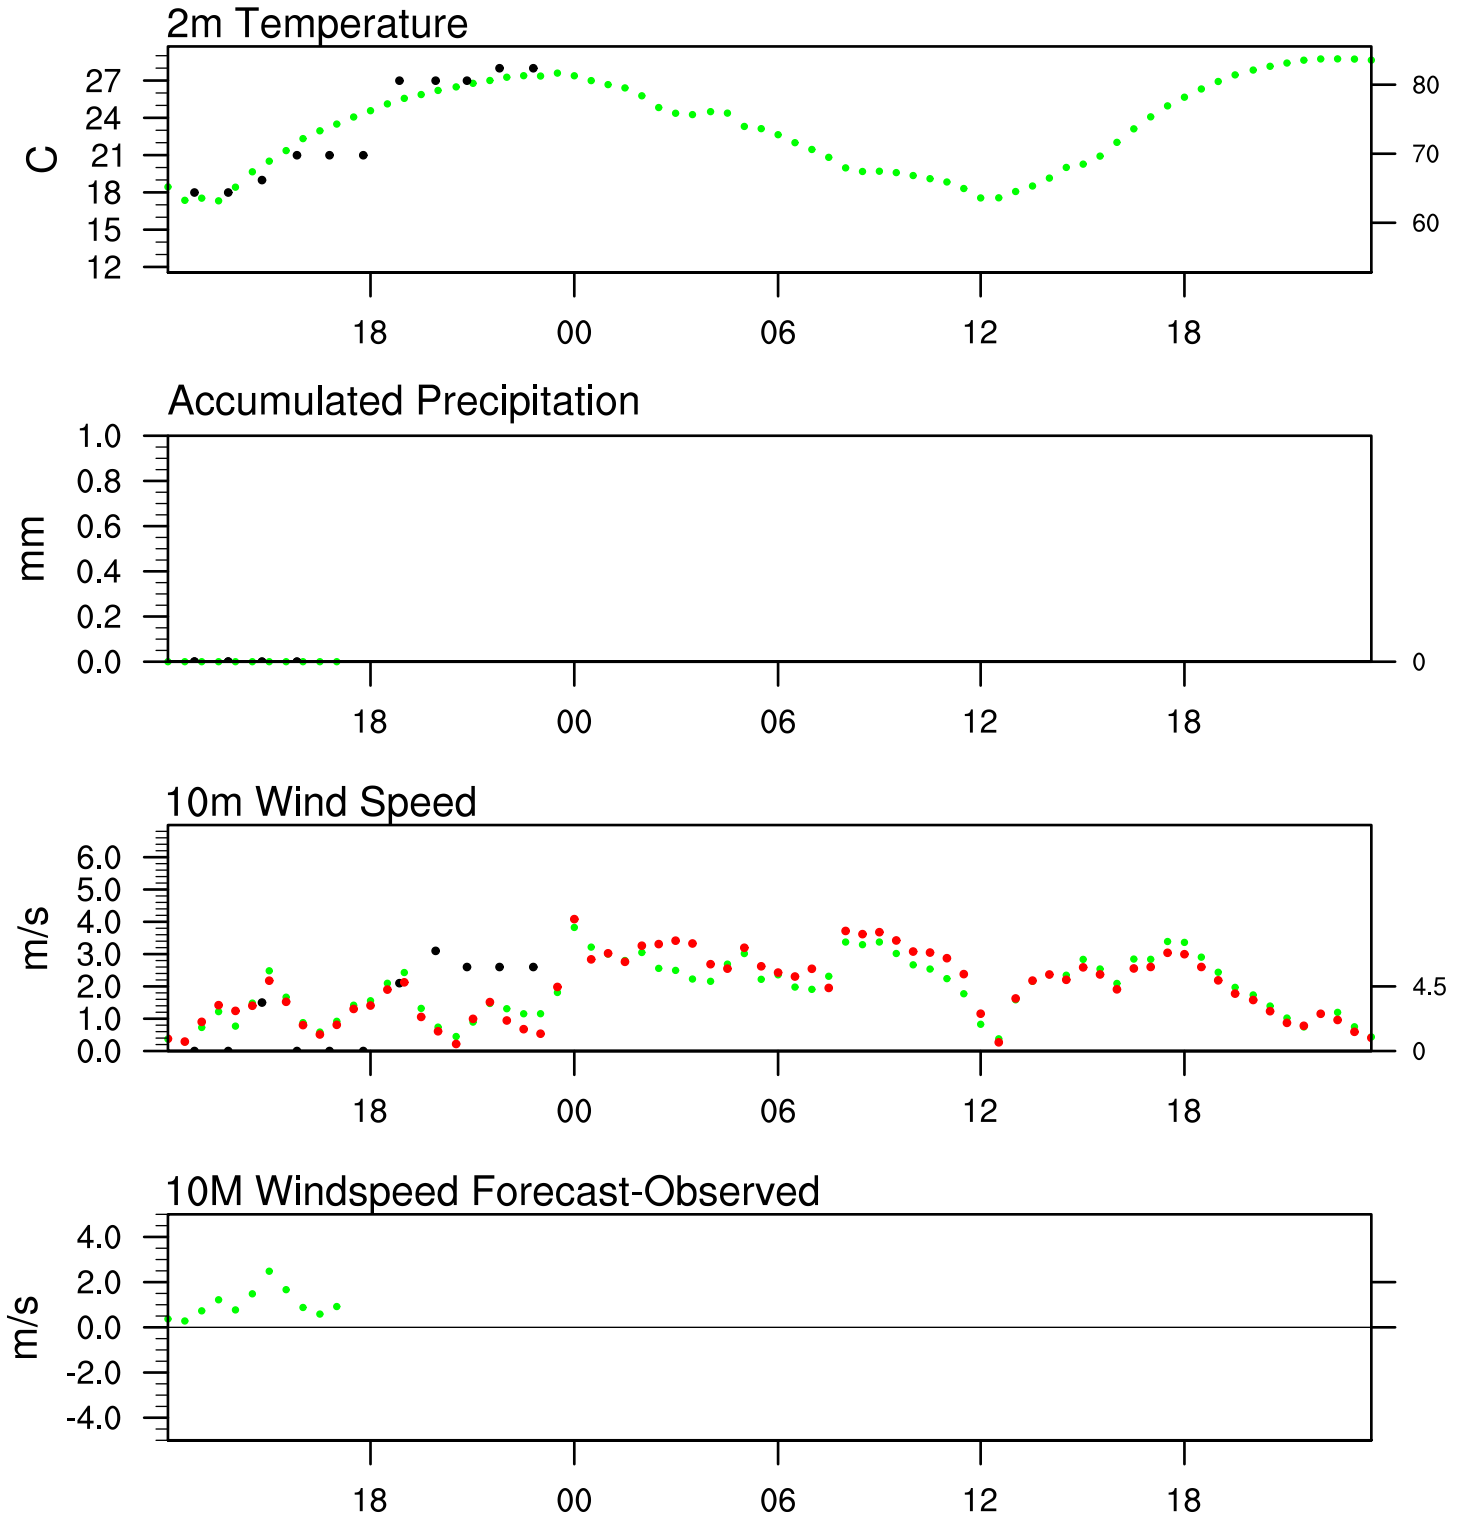 2m Temperature
C
27
24
21
18
15
12
80
70
60
18 00 06 12 18
Accumulated Precipitation
mm
1.0
0.8
0.6
0.4
0.2
0.0
0
18 00 06 12 18
10m Wind Speed
m/s
6.0
5.0
4.0
3.0
2.0
1.0
0.0
4.5
0
18 00 06 12 18
10M Windspeed Forecast-Observed
m/s
4.0
2.0
0.0
-2.0
-4.0
18 00 06 12 18